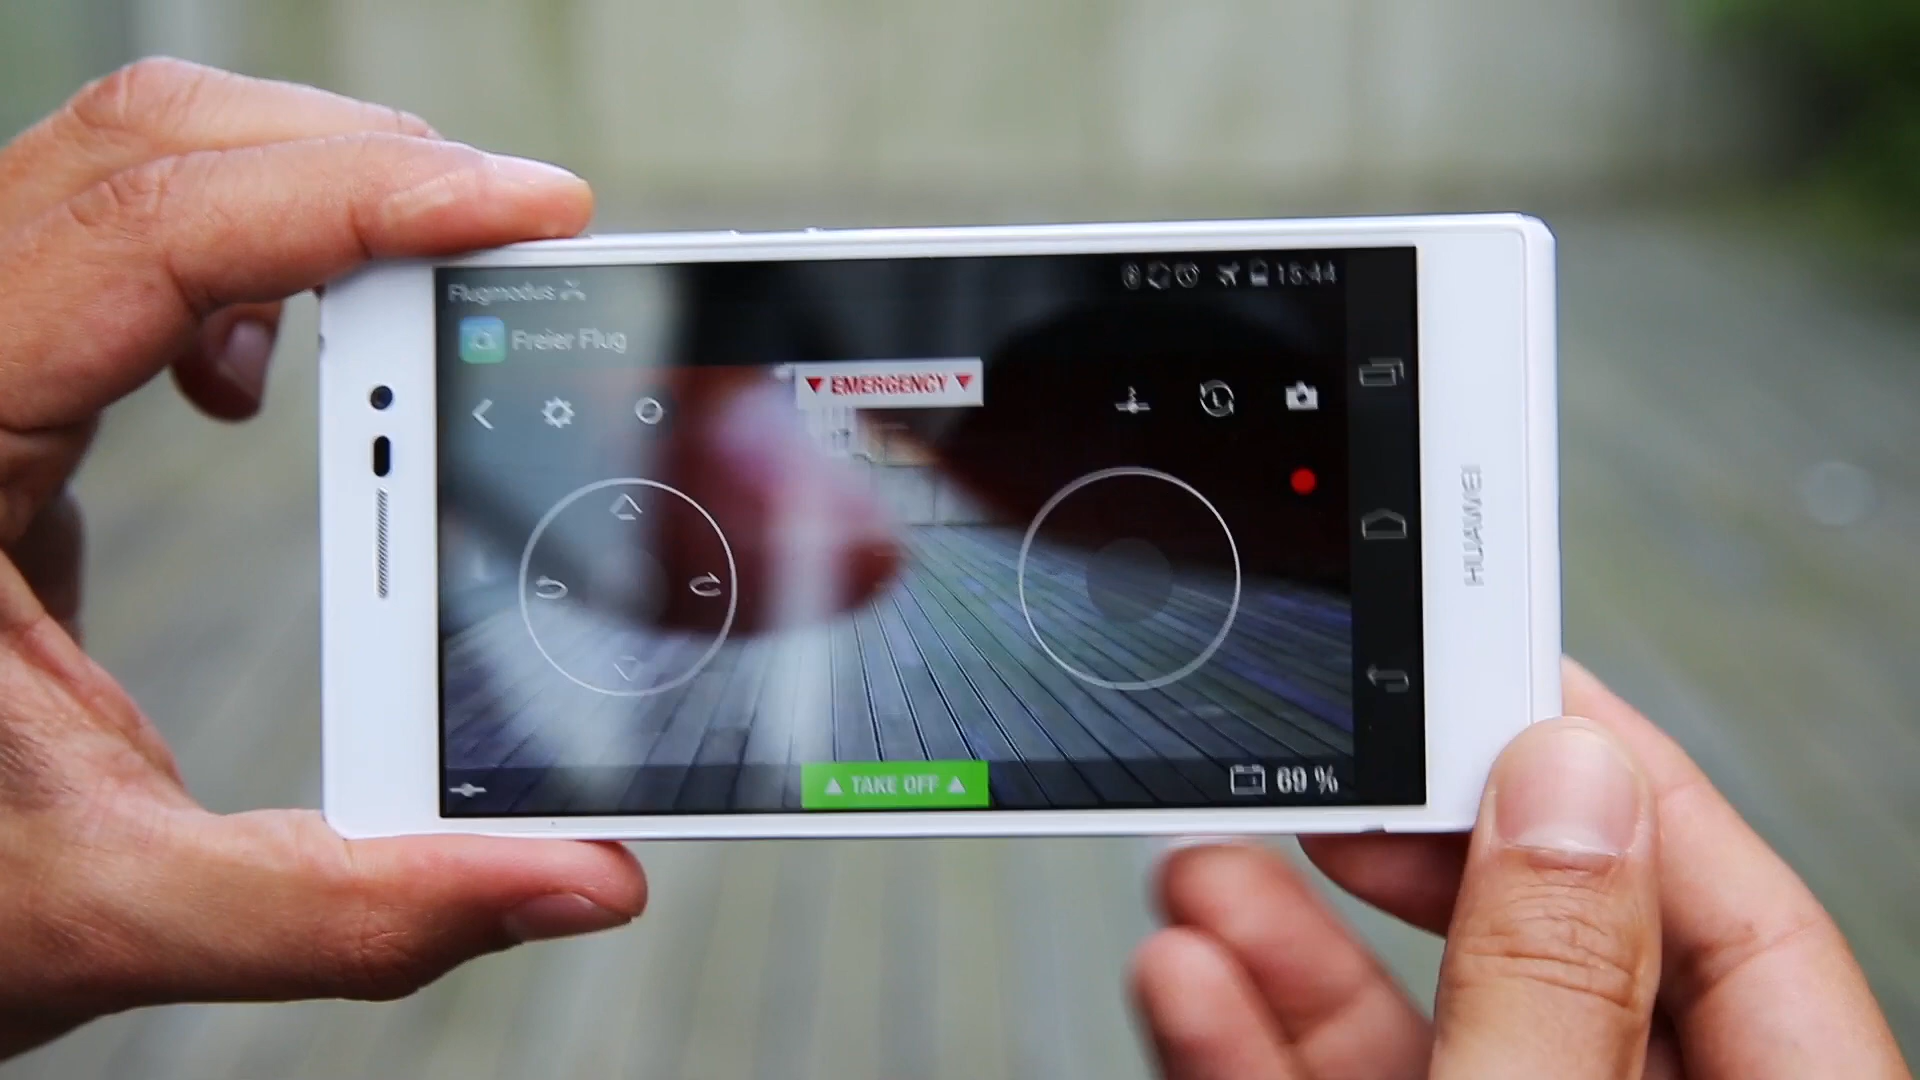 Flugmodus
15:44
Freier Flug
EMERGENCY
TAKE OFF
69 %
HUAWEI